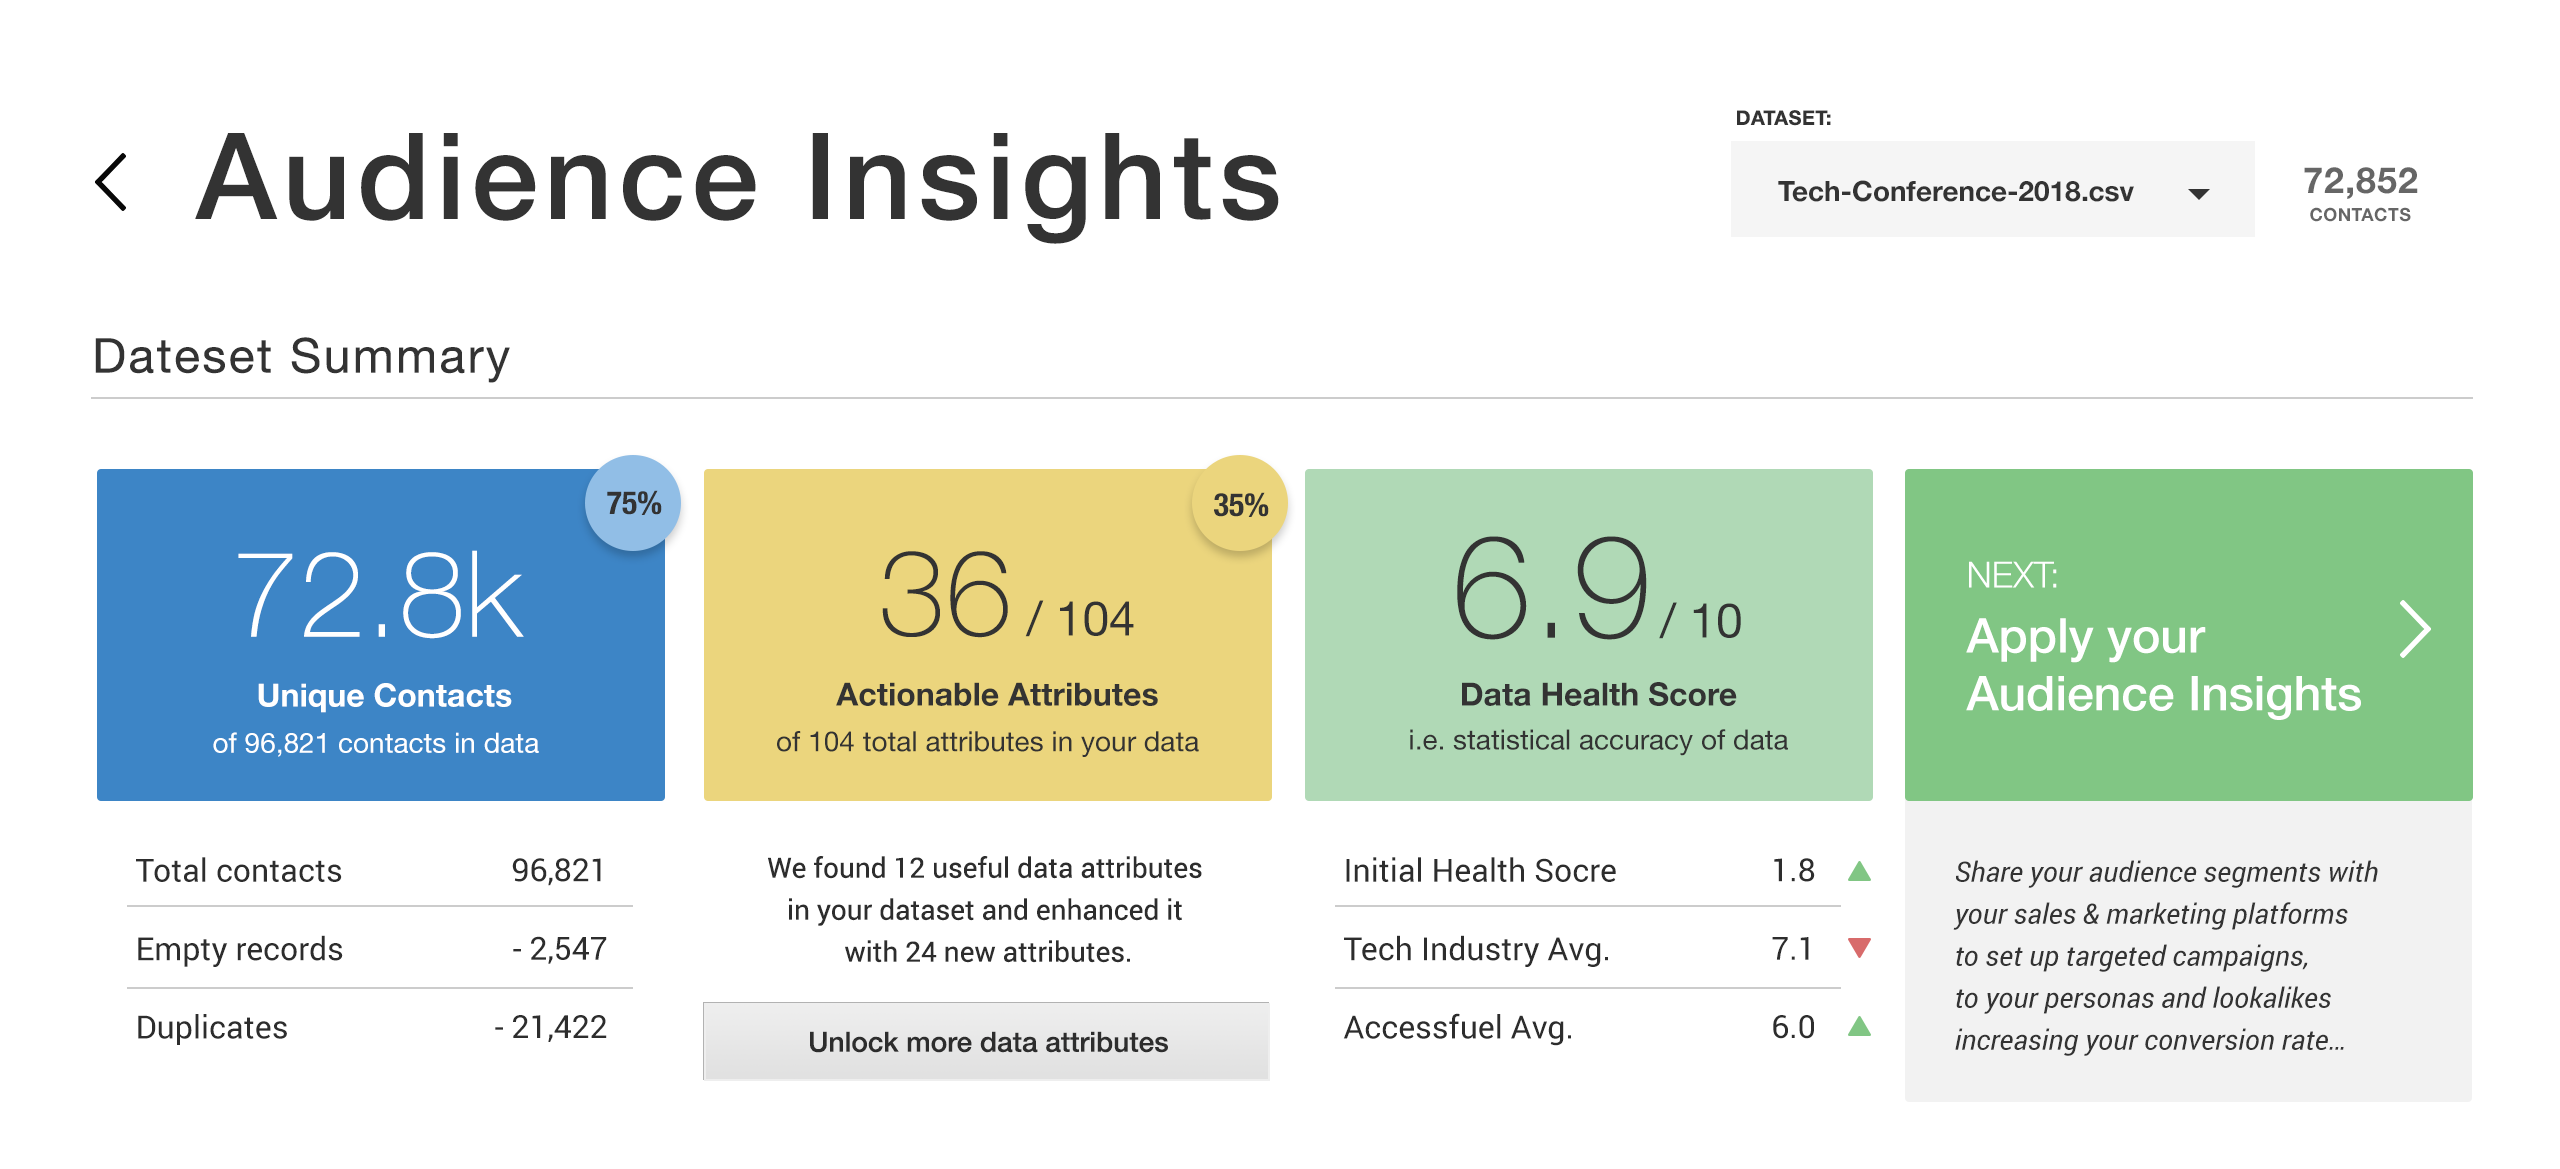 Audience Insights
DATASET:
Tech-Conference-2018.csv
72,852
CONTACTS
Dateset Summary
75%
72.8k
Unique Contacts
of 96,821 contacts in data
Total contacts 96,821
Empty records - 2,547
Duplicates - 21,422
35%
36 / 104
Actionable Attributes
of 104 total attributes in your data
We found 12 useful data attributes
in your dataset and enhanced it
with 24 new attributes.
Unlock more data attributes
6.9 / 10
Data Health Score
i.e. statistical accuracy of data
Initial Health Socre 1.8
Tech Industry Avg. 7.1
Accessfuel Avg. 6.0
NEXT:
Apply your
Audience Insights
Share your audience segments with
your sales & marketing platforms
to set up targeted campaigns,
to your personas and lookalikes
increasing your conversion rate...